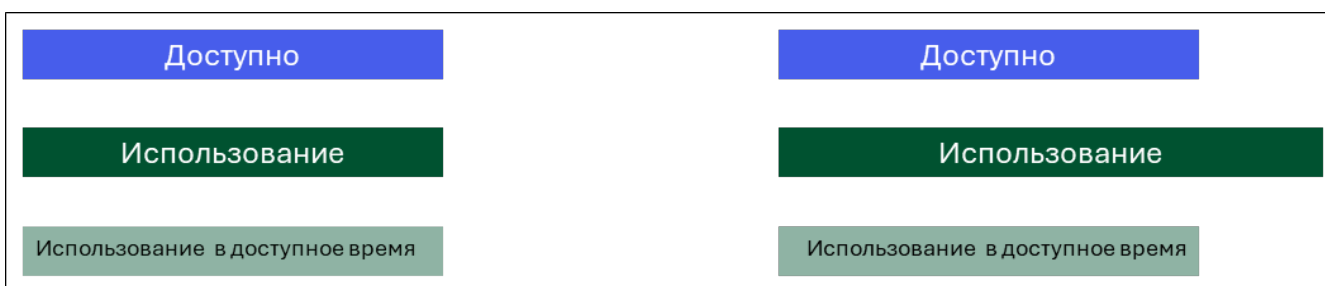 Доступно
Доступно
Использование
Использование
Использование в доступное время
Использование в доступное время